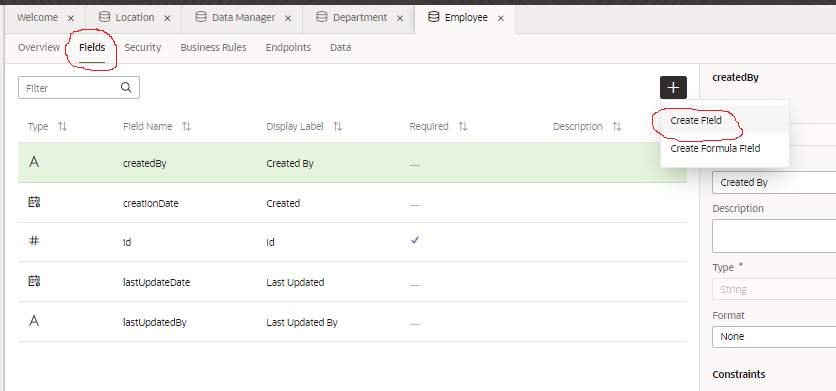 Welcome × Location × Data Manager × Department × Employee ×
Overview Fields Security Business Rules Endpoints Data
Filter
+
createdBy
Create Field
Create Formula Field
Type Field Name Display Label Required Description
A createdBy Created By —
creationDate Created —
# id Id ✓
lastUpdateDate Last Updated —
A lastUpdatedBy Last Updated By —
Created By
Description
Type *
String
Format
None
Constraints